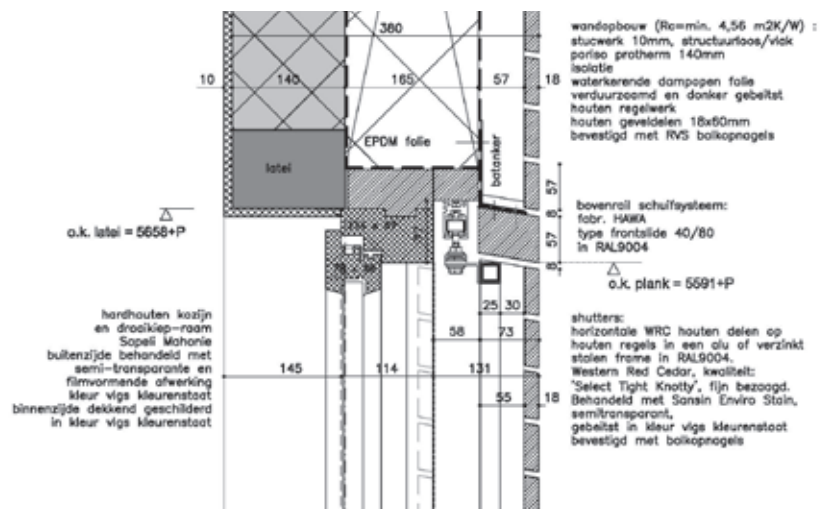 380
10
140
165
57
18
EPDM folie
latei
batanker
57
8
57
8
o.k. latei = 5658+P
wandopbouw (Rc=min. 4,56 m2K/W) :
stucwerk 10mm, structuurloos/vlak
poriso protherm 140mm
isolatie
waterkerende dampopen folie
verduurzaamd en donker gebeitst
houten regelwerk
houten geveldelen 18x60mm
bevestigd met RVS bolkopnagels
bovenrail schuifsysteem:
fabr. HAWA
type frontslide 40/80
in RAL9004
o.k. plank = 5591+P
hardhouten kozijn
en draaikiep-raam
Sapeli Mahonie
buitenzijde behandeld met
semi-transparante en
filmvormende afwerking
kleur vlgs kleurenstaat
binnenzijde dekkend geschilderd
in kleur vlgs kleurenstaat
25 30
58 73
145 114 131
55 18
shutters:
horizontale WRC houten delen op
houten regels in een alu of verzinkt
stalen frame in RAL9004.
Western Red Cedar, kwaliteit:
"Select Tight Knotty", fijn bezaagd.
Behandeld met Sansin Enviro Stain,
semitransparant,
gebeitst in kleur vlgs kleurenstaat
bevestigd met bolkopnagels